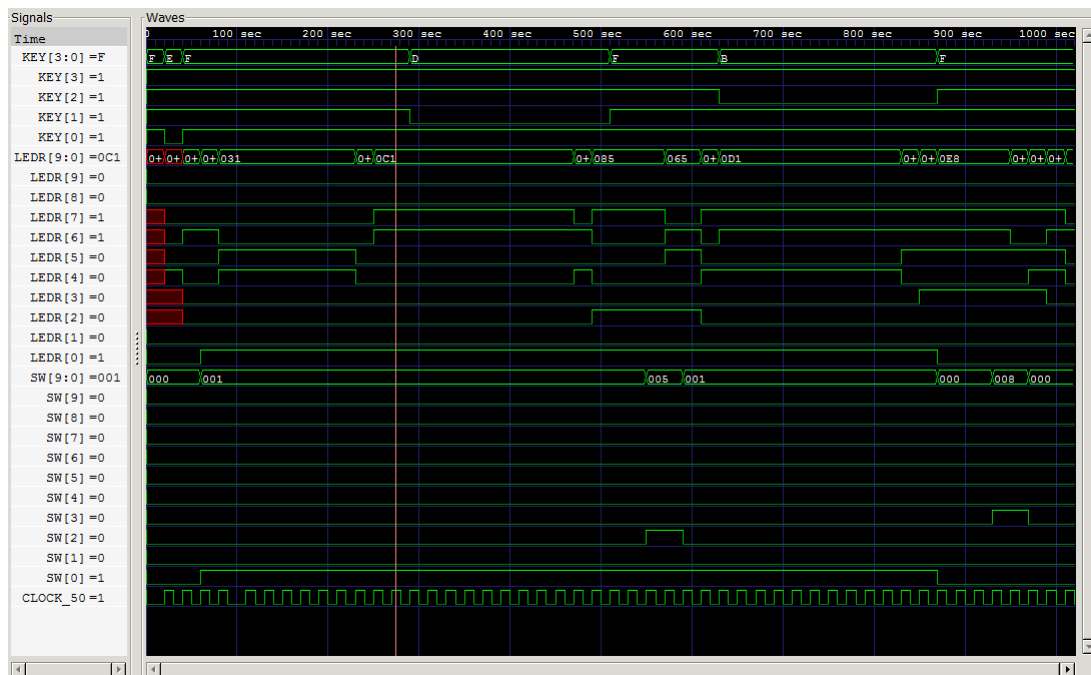 Signals
Waves
Time
0 100 sec 200 sec 300 sec 400 sec 500 sec 600 sec 700 sec 800 sec 900 sec 1000 sec
KEY[3:0] =F F E F D F B F
KEY[3] =1
KEY[2] =1
KEY[1] =1
KEY[0] =1
LEDR[9:0] =0C1 0+ 0+ 0+ 0+ 031 0+ 0C1 0+ 085 065 0+ 0D1 0+ 0+ 0E8 0+ 0+ 0+
LEDR[9] =0
LEDR[8] =0
LEDR[7] =1
LEDR[6] =1
LEDR[5] =0
LEDR[4] =0
LEDR[3] =0
LEDR[2] =0
LEDR[1] =0
LEDR[0] =1
SW[9:0] =001 000 001 005 001 000 008 000
SW[9] =0
SW[8] =0
SW[7] =0
SW[6] =0
SW[5] =0
SW[4] =0
SW[3] =0
SW[2] =0
SW[1] =0
SW[0] =1
CLOCK_50 =1